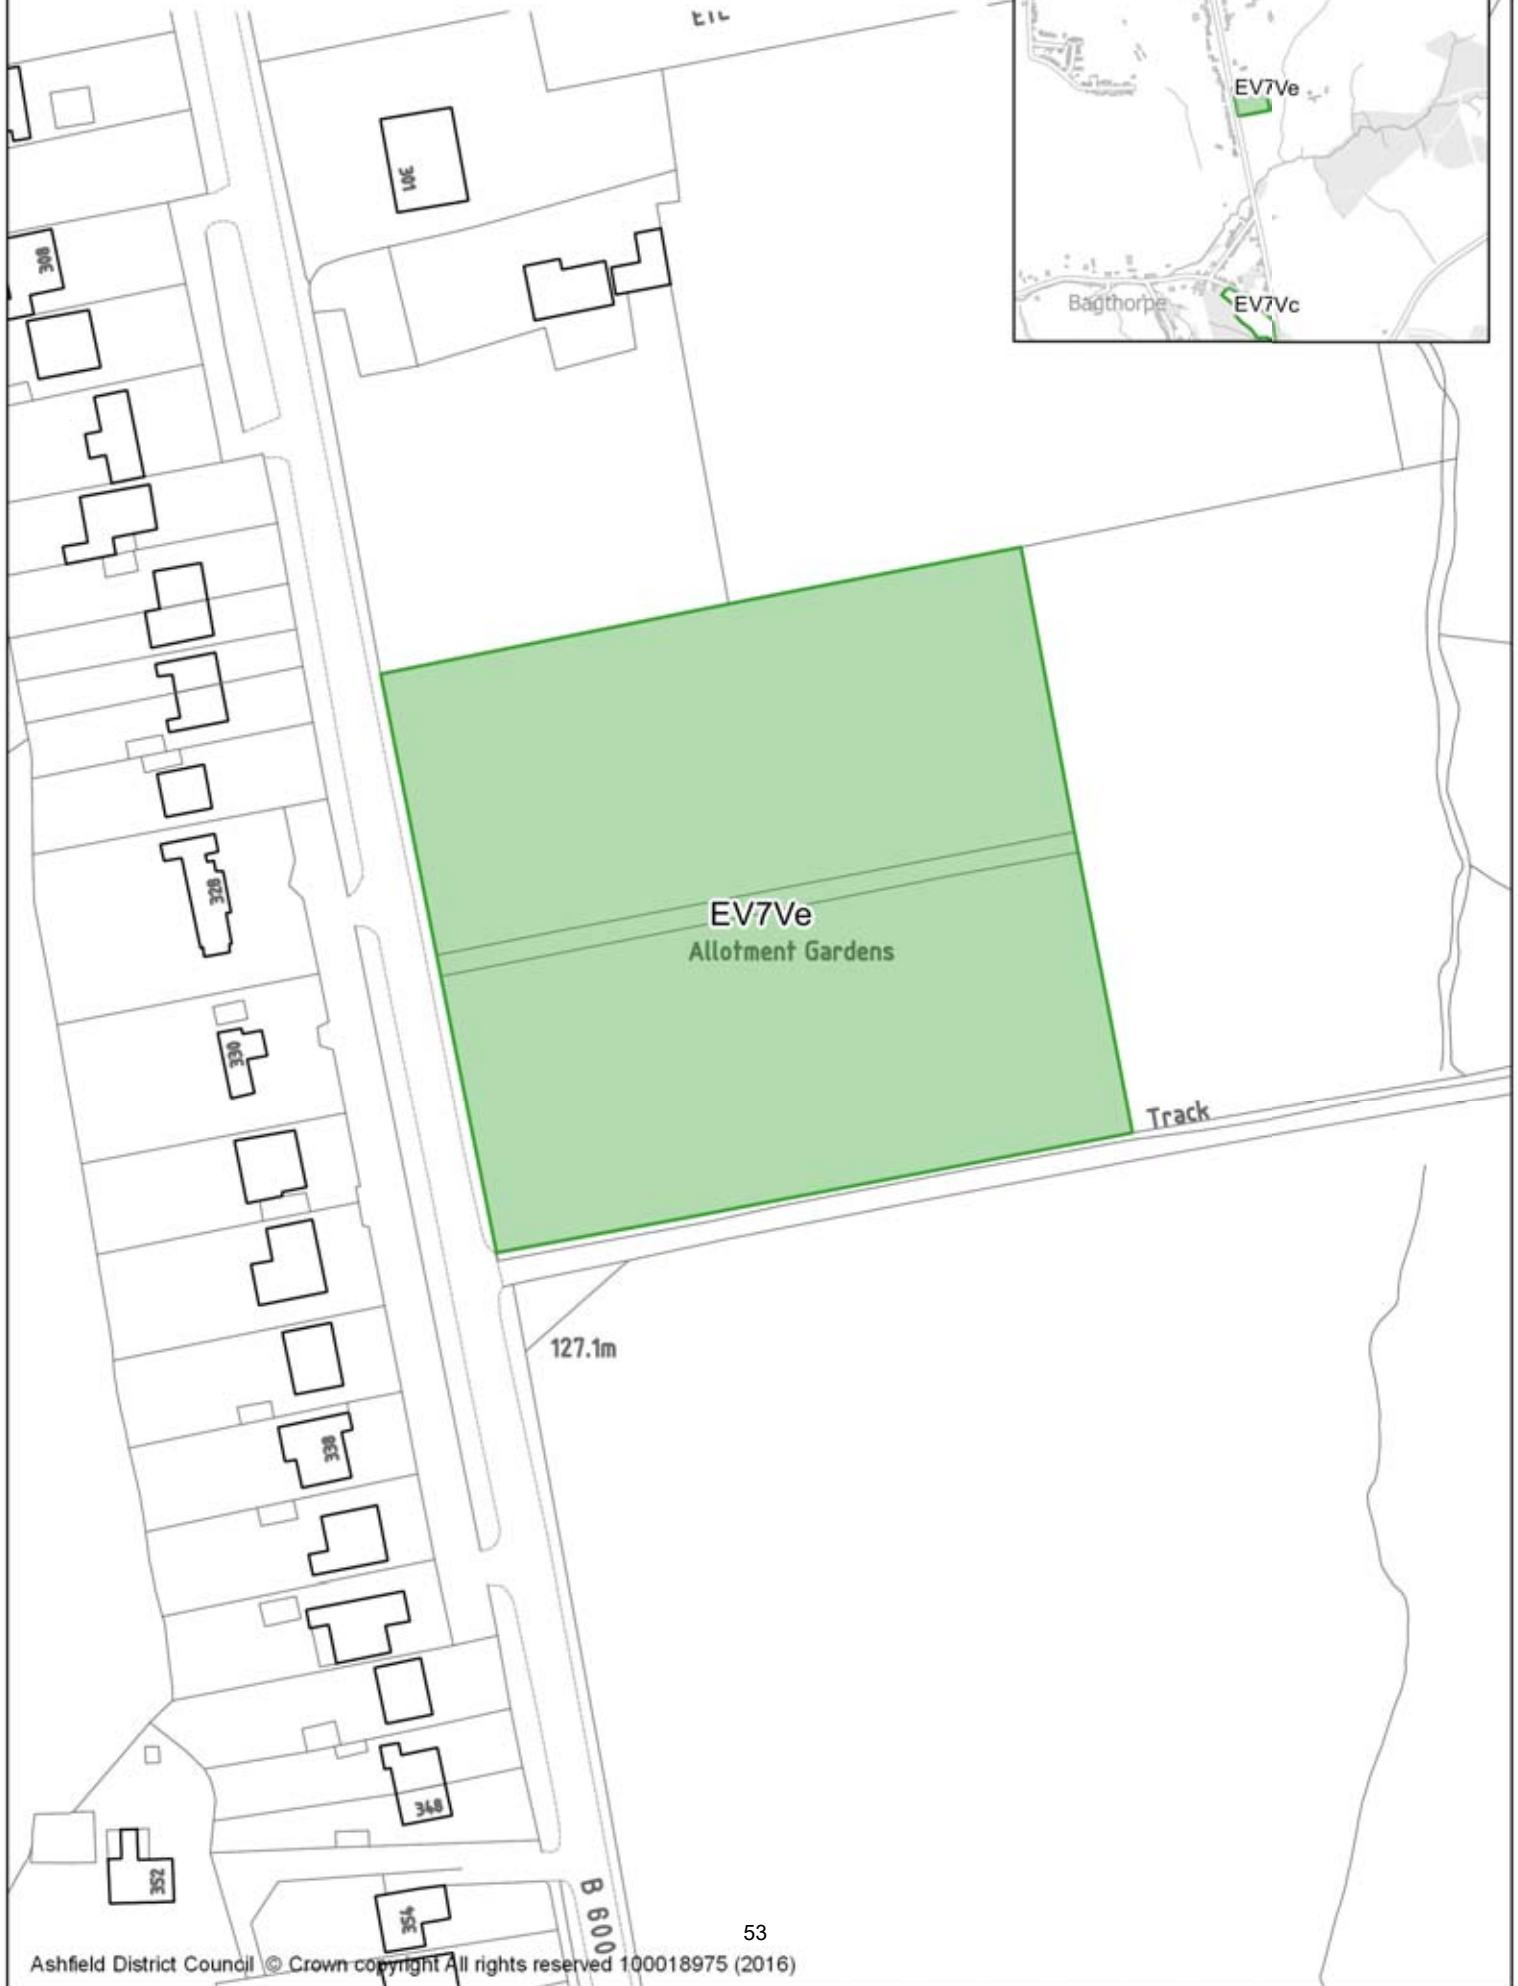 EV7Ve
Bagthorpe
EV7Vc
301
308
328
EV7Ve
Allotment Gardens
330
Track
127.1m
338
348
352
354
B 600
53
Ashfield District Council © Crown copyright All rights reserved 100018975 (2016)